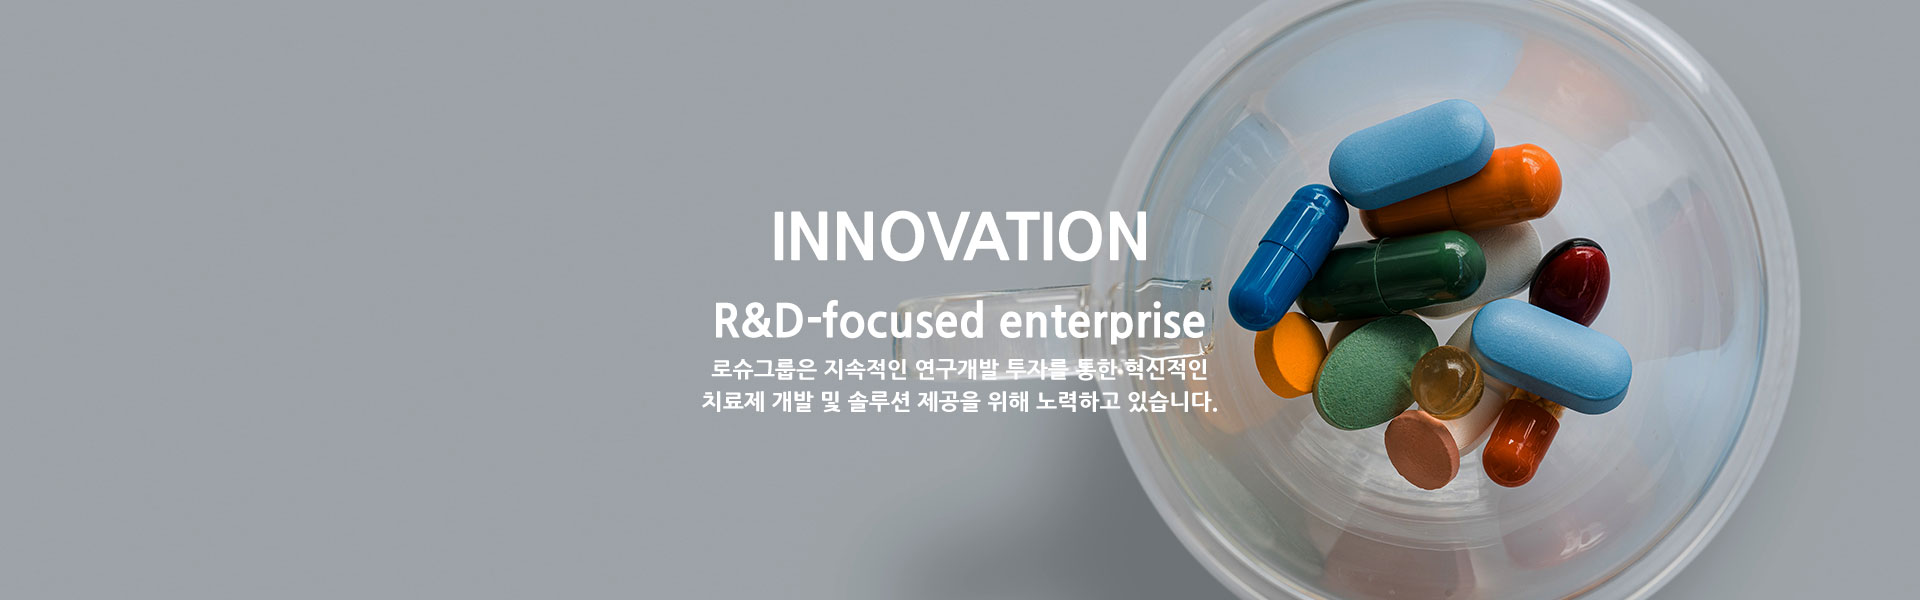 INNOVATION
R&D-focused enterprise
로슈그룹은 지속적인 연구개발 투자를 통한 혁신적인
치료제 개발 및 솔루션 제공을 위해 노력하고 있습니다.